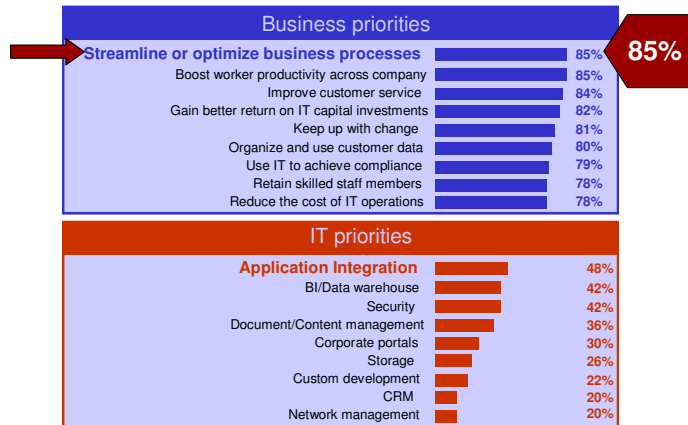 Business priorities
Streamline or optimize business processes 85%
85%
Boost worker productivity across company 85%
Improve customer service 84%
Gain better return on IT capital investments 82%
Keep up with change 81%
Organize and use customer data 80%
Use IT to achieve compliance 79%
Retain skilled staff members 78%
Reduce the cost of IT operations 78%
IT priorities
Application Integration 48%
BI/Data warehouse 42%
Security 42%
Document/Content management 36%
Corporate portals 30%
Storage 26%
Custom development 22%
CRM 20%
Network management 20%